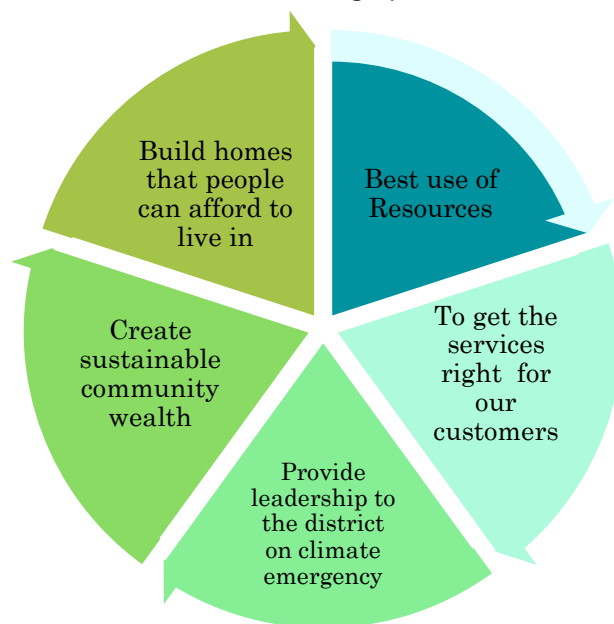 Best use of
Resources
To get the
services
right for
our
customers
Provide
leadership to
the district
on climate
emergency
Create
sustainable
community
wealth
Build homes
that people
can afford to
live in